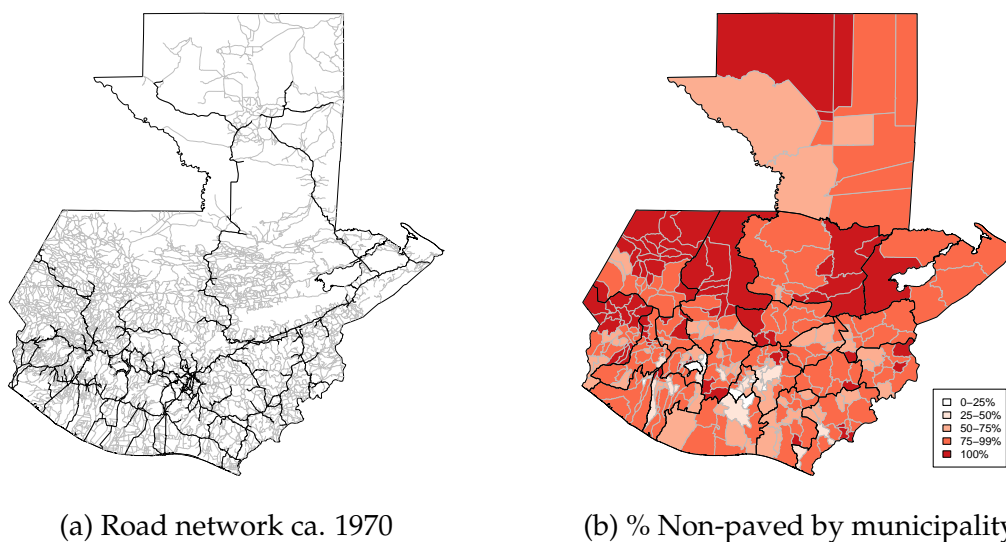 0−25%
25−50%
50−75%
75−99%
100%
(a) Road network ca. 1970
(b) % Non-paved by municipality